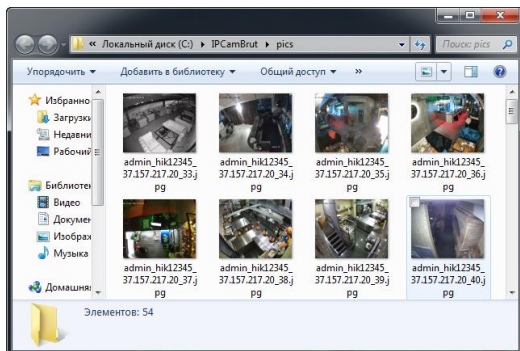 « Локальный диск (C:) ▸ IPCamBrut ▸ pics
Поиск: pics
Упорядочить ▾ Добавить в библиотеку ▾ Общий доступ ▾ »
Избранно
Загрузки
Недавни
Рабочий
Библиотек
Видео
Докумен
Изображ
Музыка
Домашня
admin_hik12345_
37.157.217.20_33.j
pg
admin_hik12345_
37.157.217.20_34.j
pg
admin_hik12345_
37.157.217.20_35.j
pg
admin_hik12345_
37.157.217.20_36.j
pg
admin_hik12345_
37.157.217.20_37.j
pg
admin_hik12345_
37.157.217.20_38.j
pg
admin_hik12345_
37.157.217.20_39.j
pg
admin_hik12345_
37.157.217.20_40.j
pg
Элементов: 54